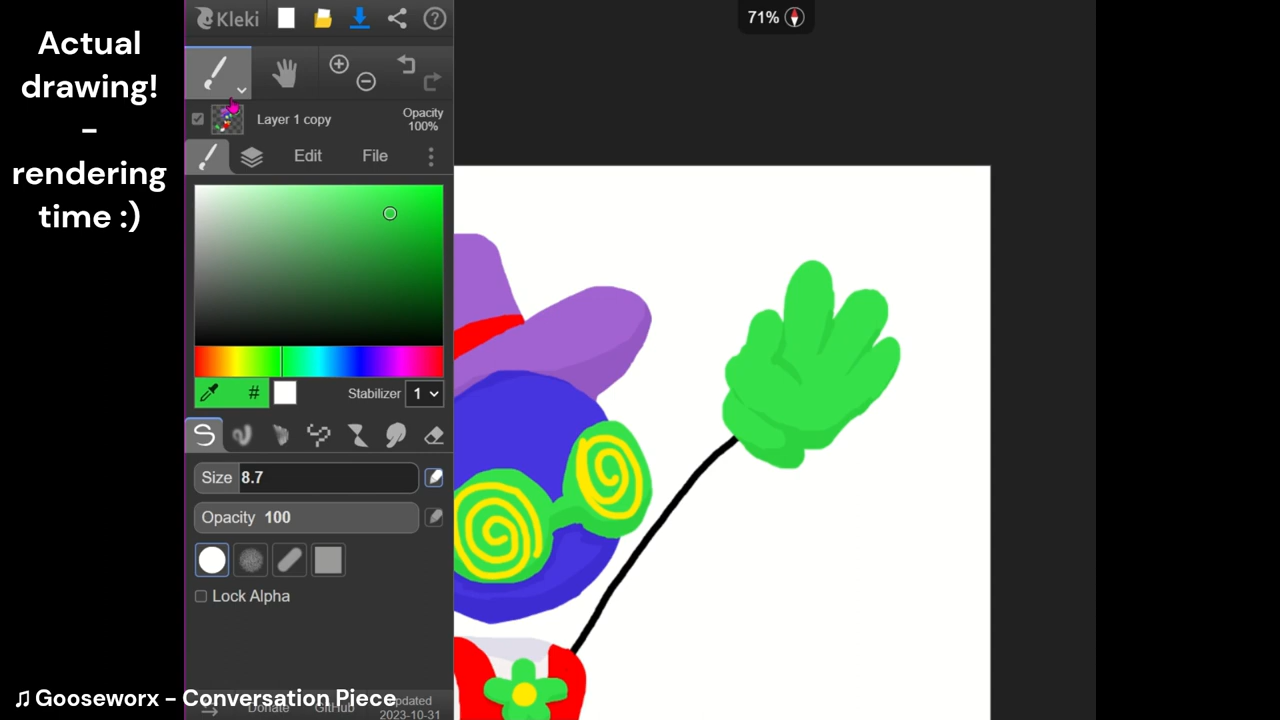 Actual
drawing!
-
rendering
time :)
Kleki
71%
Layer 1 copy
Opacity
100%
Edit
File
#
Stabilizer
1
Size 8.7
Opacity 100
Lock Alpha
♫ Gooseworx - Conversation Piece
Donate
GitHub
Updated
2023-10-31